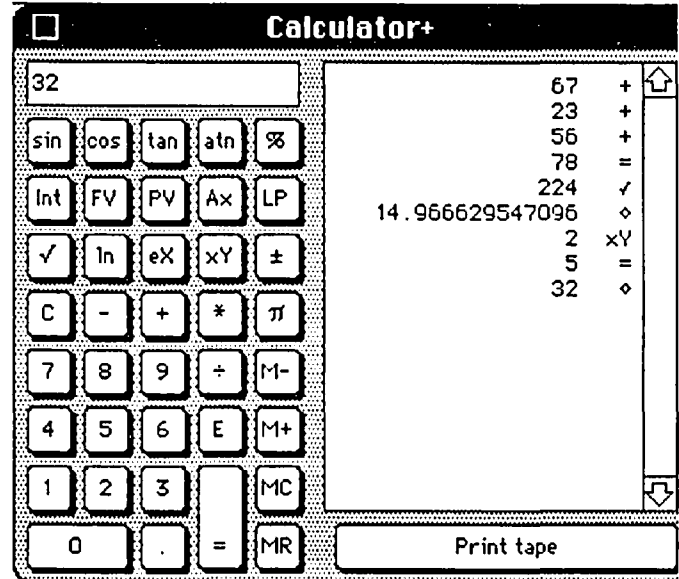 Calculator+
32
sin cos tan atn %
Int FV PV Ax LP
√ ln eX xY ±
C - + * π
7 8 9 ÷ M-
4 5 6 E M+
1 2 3 MC
0 . = MR
67 +
23 +
56 +
78 =
224 √
14.966629547096 ◇
2 xY
5 =
32 ◇
Print tape